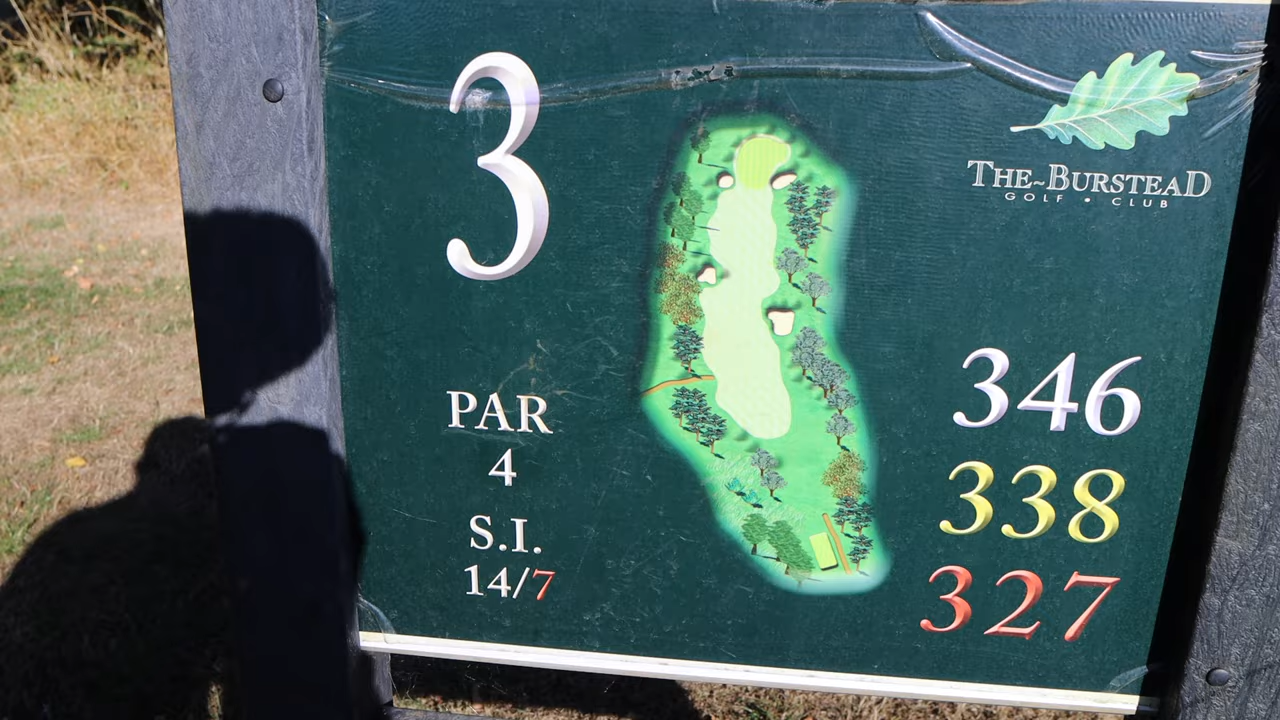 3
THE~BURSTEAD
GOLF • CLUB
PAR
4
S.I.
14/7
346
338
327